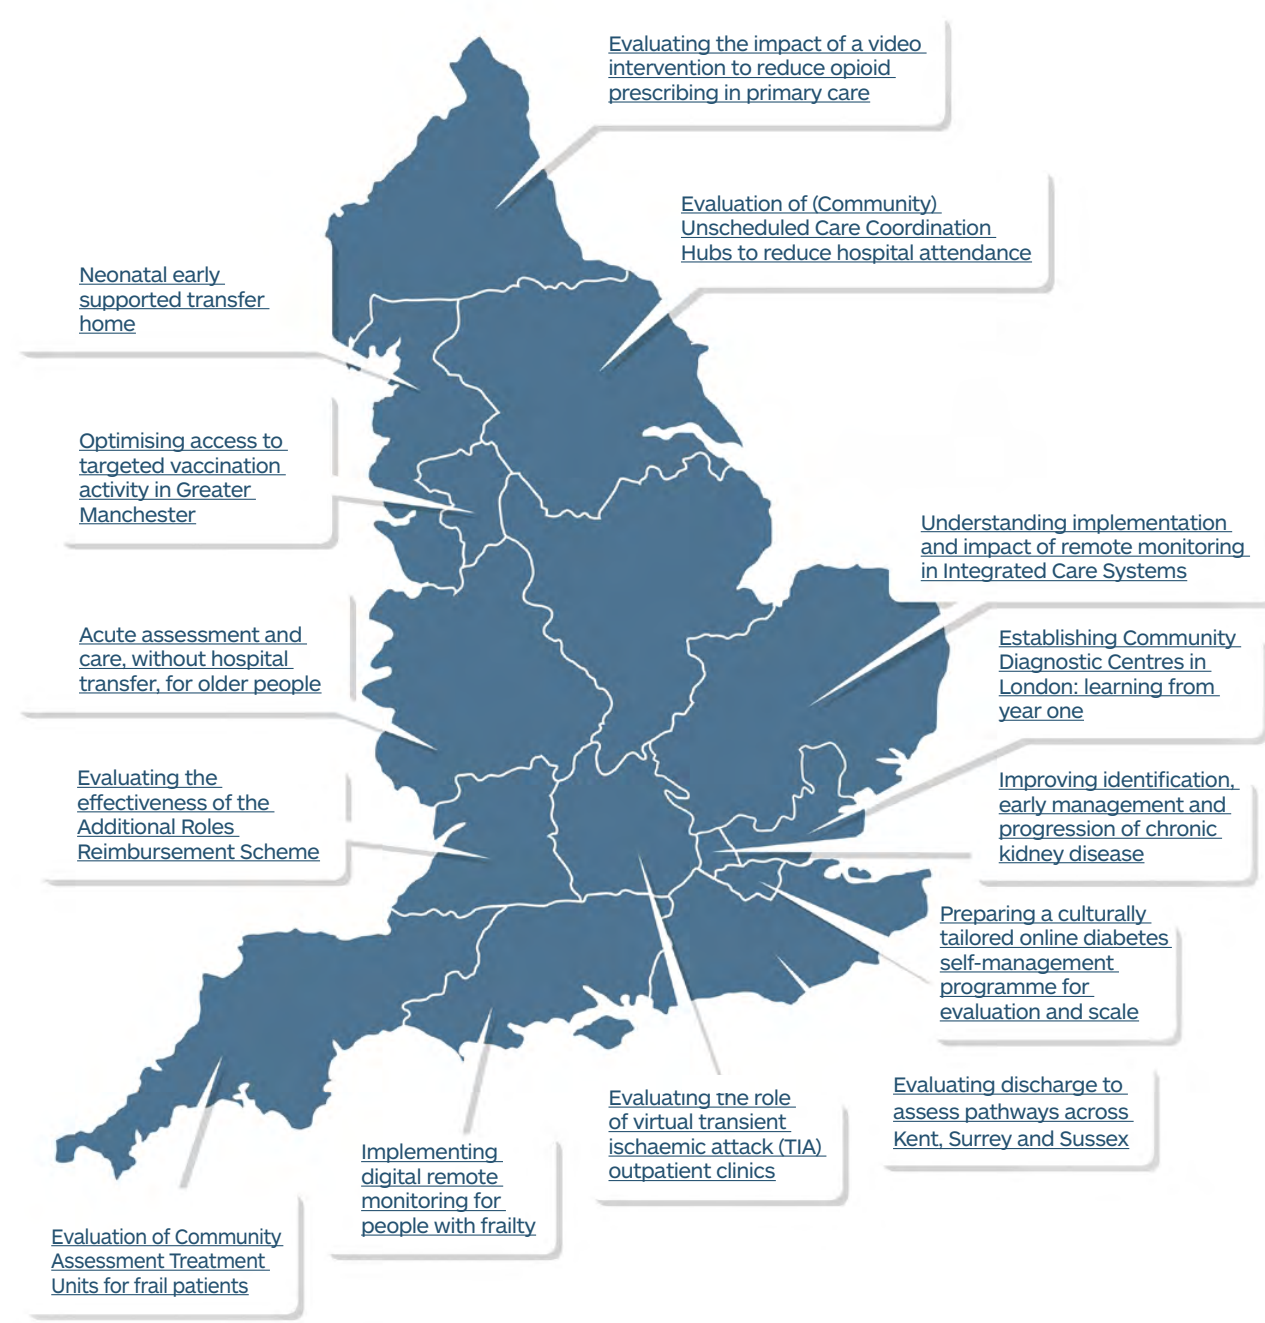 Evaluating the impact of a video
intervention to reduce opioid
prescribing in primary care
Evaluation of (Community)
Unscheduled Care Coordination
Hubs to reduce hospital attendance
Neonatal early
supported transfer
home
Optimising access to
targeted vaccination
activity in Greater
Manchester
Understanding implementation
and impact of remote monitoring
in Integrated Care Systems
Acute assessment and
care, without hospital
transfer, for older people
Establishing Community
Diagnostic Centres in
London: learning from
year one
Evaluating the
effectiveness of the
Additional Roles
Reimbursement Scheme
Improving identification,
early management and
progression of chronic
kidney disease
Preparing a culturally
tailored online diabetes
self-management
programme for
evaluation and scale
Evaluating discharge to
assess pathways across
Kent, Surrey and Sussex
Evaluating the role
of virtual transient
ischaemic attack (TIA)
outpatient clinics
Implementing
digital remote
monitoring for
people with frailty
Evaluation of Community
Assessment Treatment
Units for frail patients